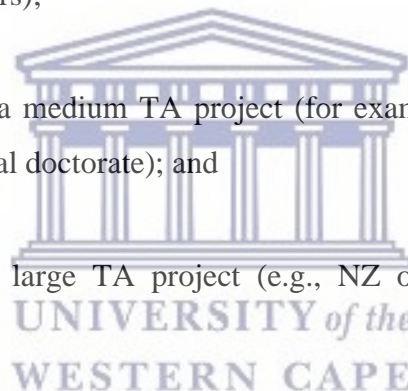 a medium TA project (for exam
al doctorate); and
large TA project (e.g., NZ o
UNIVERSITY of the
WESTERN CAPE